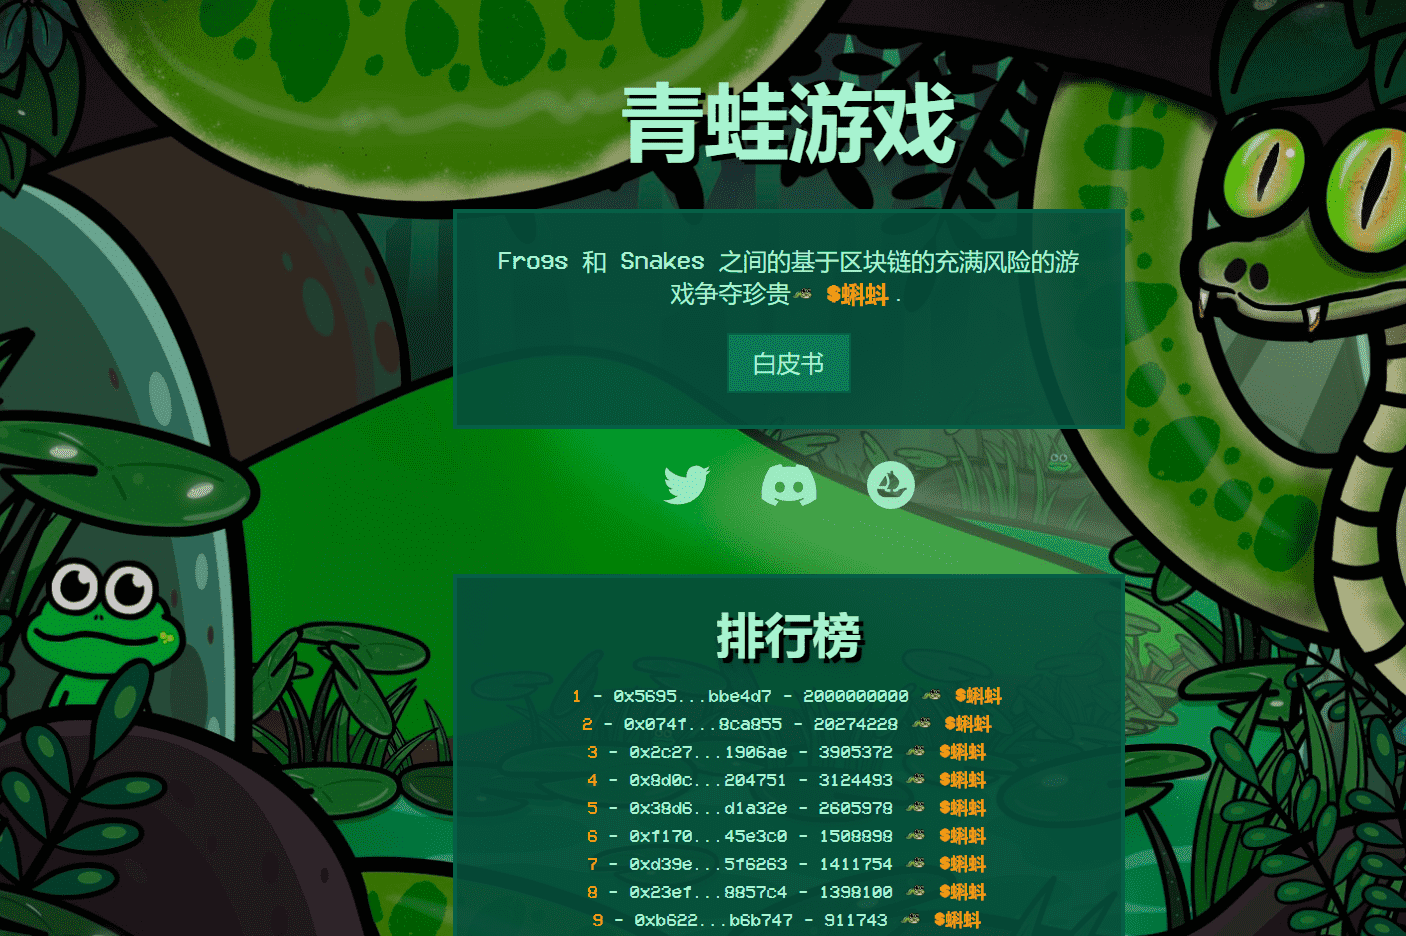 青蛙游戏
Frogs 和 Snakes 之间的基于区块链的充满风险的游
戏争夺珍贵 $蝌蚪 .
白皮书
排行榜
1 - 0x5695...bbe4d7 - 2000000000 $蝌蚪
2 - 0x074f...8ca855 - 20274228 $蝌蚪
3 - 0x2c27...1906ae - 3905372 $蝌蚪
4 - 0x8d0c...204751 - 3124493 $蝌蚪
5 - 0x38d6...d1a32e - 2605978 $蝌蚪
6 - 0xf170...45e3c0 - 1508898 $蝌蚪
7 - 0xd39e...5f6263 - 1411754 $蝌蚪
8 - 0x23ef...8857c4 - 1398100 $蝌蚪
9 - 0xb622...b6b747 - 911743 $蝌蚪